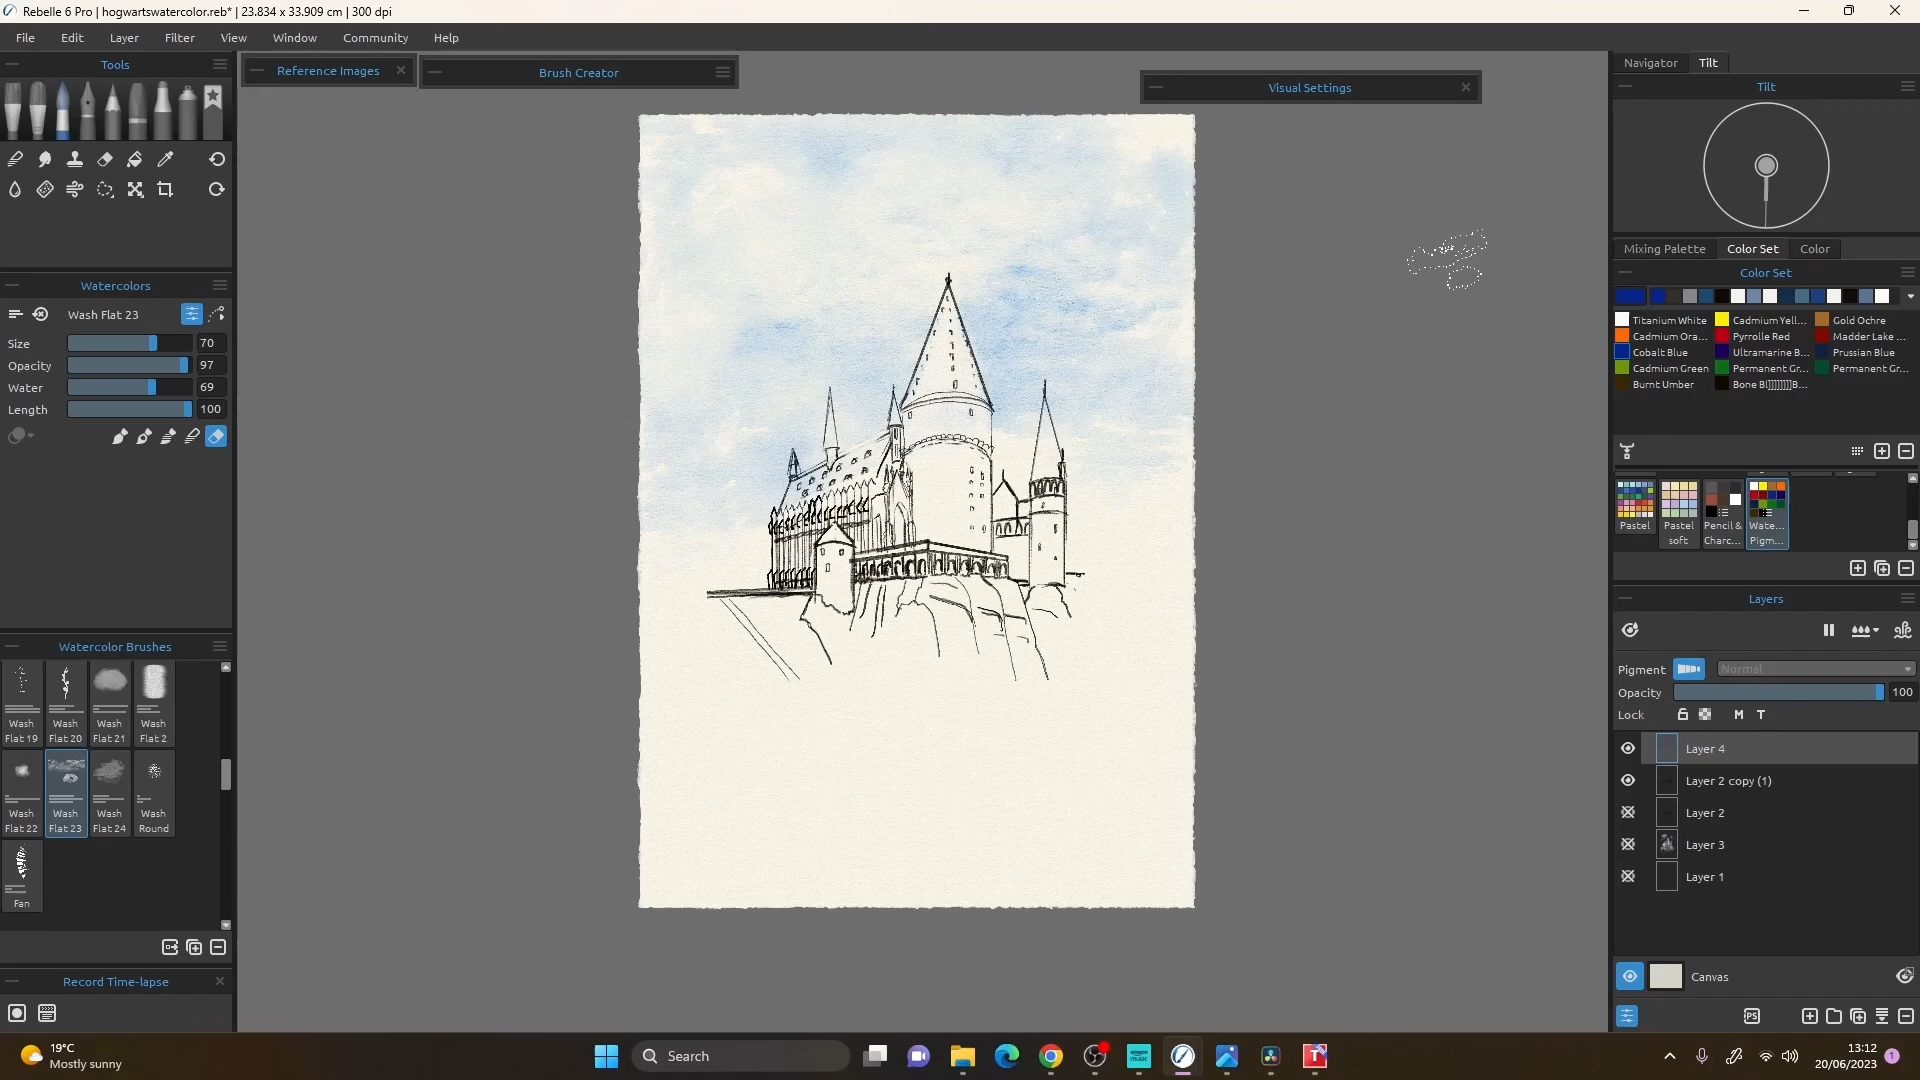 Rebelle 6 Pro | hogwartswatercolor.reb* | 23.834 x 33.909 cm | 300 dpi
File Edit Layer Filter View Window Community Help
Tools
Reference Images
Brush Creator
Visual Settings
Navigator Tilt
Tilt
Mixing Palette Color Set Color
Color Set
Titanium White Cadmium Yell... Gold Ochre
Cadmium Ora... Pyrrolle Red Madder Lake ...
Cobalt Blue Ultramarine B... Prussian Blue
Cadmium Green Permanent Gr... Permanent Gr...
Burnt Umber Bone Bl]]]]]]]]B...
Pastel
Pastel soft
Pencil & Charc...
Wate... Pigm...
Watercolors
Wash Flat 23
Size 70
Opacity 97
Water 69
Length 100
Watercolor Brushes
Wash Flat 19
Wash Flat 20
Wash Flat 21
Wash Flat 2
Wash Flat 22
Wash Flat 23
Wash Flat 24
Wash Round
Fan
Record Time-lapse
Layers
Pigment Normal
Opacity 100
Lock M T
Layer 4
Layer 2 copy (1)
Layer 2
Layer 3
Layer 1
Canvas
PS
19°C
Mostly sunny
Search
amazon music
T
13:12
20/06/2023
1